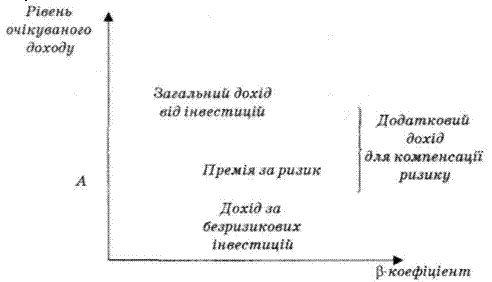 Рівень
очікуваного
доходу
Загальний дохід
від інвестицій
Додатковий
дохід
для компенсації
ризику
Премія за ризик
А
Дохід за
безризикових
інвестицій
β-коефіцієнт